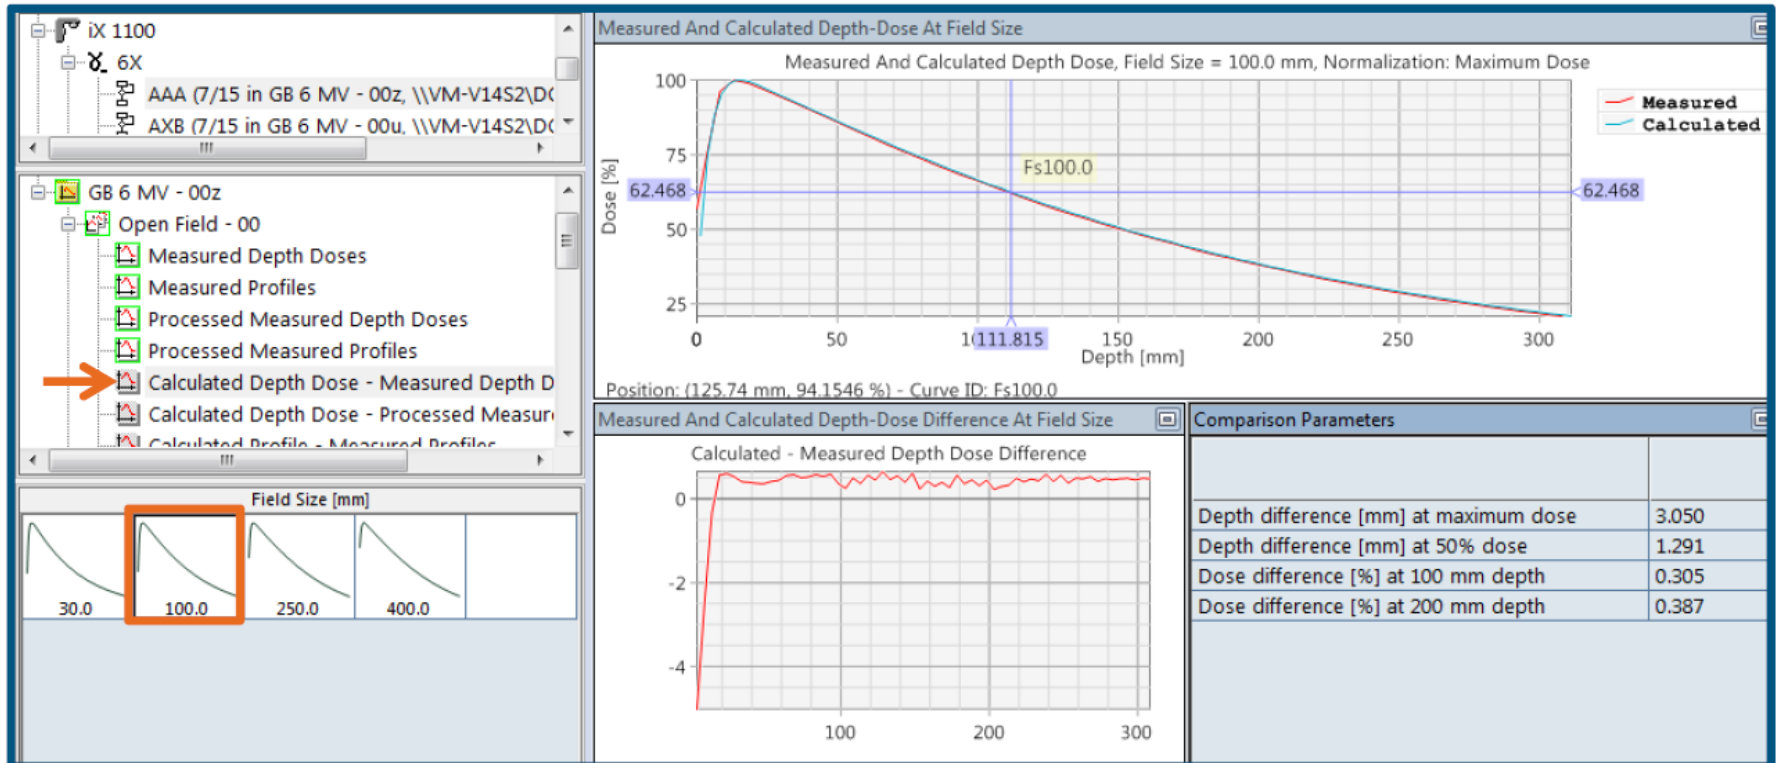 iX 1100
6X
AAA (7/15 in GB 6 MV - 00z, \\VM-V14S2\DC
AXB (7/15 in GB 6 MV - 00u, \\VM-V14S2\DC
GB 6 MV - 00z
Open Field - 00
Measured Depth Doses
Measured Profiles
Processed Measured Depth Doses
Processed Measured Profiles
Calculated Depth Dose - Measured Depth D
Calculated Depth Dose - Processed Measure
Calculated Profile - Measured Profiles
Field Size [mm]
30.0 100.0 250.0 400.0
Measured And Calculated Depth-Dose At Field Size
Measured And Calculated Depth Dose, Field Size = 100.0 mm, Normalization: Maximum Dose
Measured
Calculated
Dose [%]
100
75
62.468
50
25
Fs100.0
62.468
0 50 10 111.815 150 200 250 300
Depth [mm]
Position: (125.74 mm, 94.1546 %) - Curve ID: Fs100.0
Measured And Calculated Depth-Dose Difference At Field Size
Calculated - Measured Depth Dose Difference
0
-2
-4
100 200 300
Comparison Parameters
Depth difference [mm] at maximum dose 3.050
Depth difference [mm] at 50% dose 1.291
Dose difference [%] at 100 mm depth 0.305
Dose difference [%] at 200 mm depth 0.387